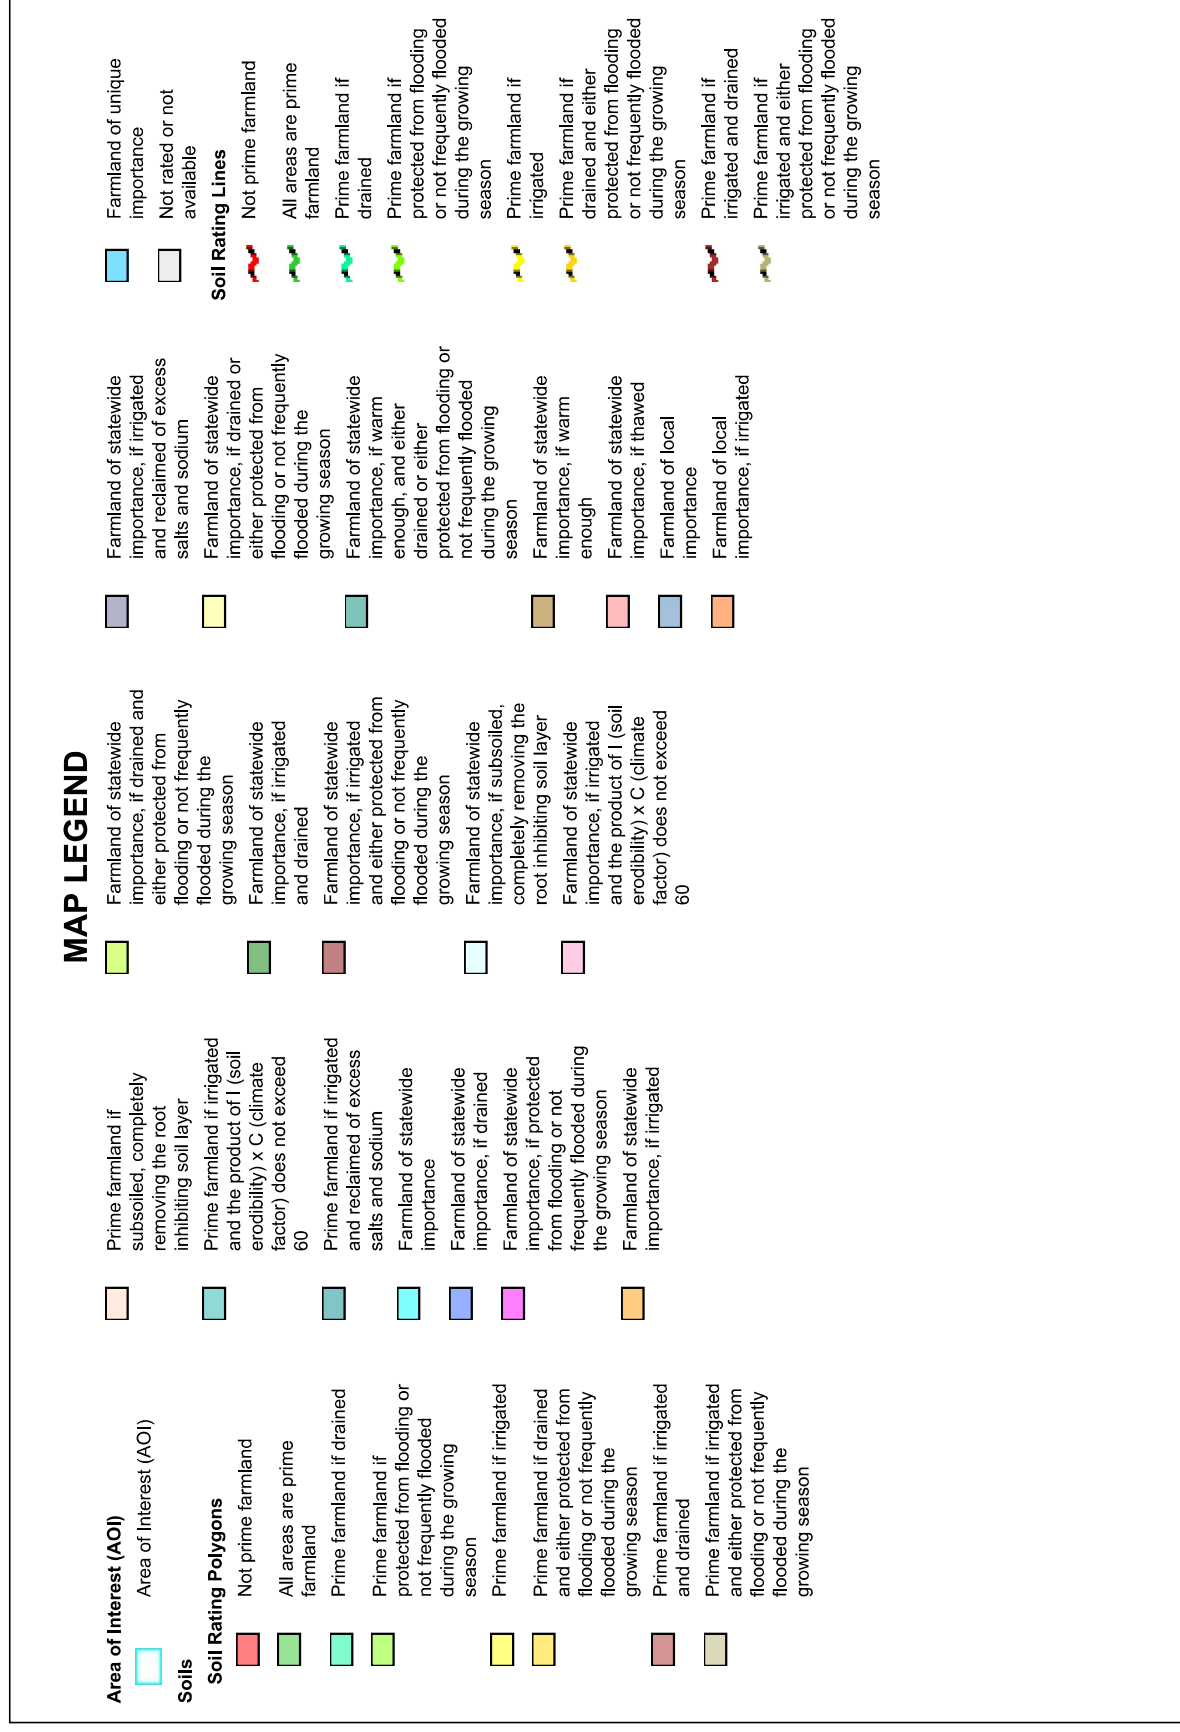 MAP LEGEND
Area of Interest (AOI)
Area of Interest (AOI)
Soils
Soil Rating Polygons
Not prime farmland
All areas are prime
farmland
Prime farmland if drained
Prime farmland if
protected from flooding or
not frequently flooded
during the growing
season
Prime farmland if irrigated
Prime farmland if drained
and either protected from
flooding or not frequently
flooded during the
growing season
Prime farmland if irrigated
and drained
Prime farmland if irrigated
and either protected from
flooding or not frequently
flooded during the
growing season
Prime farmland if
subsoiled, completely
removing the root
inhibiting soil layer
Prime farmland if irrigated
and the product of I (soil
erodibility) x C (climate
factor) does not exceed
60
Prime farmland if irrigated
and reclaimed of excess
salts and sodium
Farmland of statewide
importance
Farmland of statewide
importance, if drained
Farmland of statewide
importance, if protected
from flooding or not
frequently flooded during
the growing season
Farmland of statewide
importance, if irrigated
Farmland of statewide
importance, if drained and
either protected from
flooding or not frequently
flooded during the
growing season
Farmland of statewide
importance, if irrigated
and drained
Farmland of statewide
importance, if irrigated
and either protected from
flooding or not frequently
flooded during the
growing season
Farmland of statewide
importance, if subsoiled,
completely removing the
root inhibiting soil layer
Farmland of statewide
importance, if irrigated
and the product of I (soil
erodibility) x C (climate
factor) does not exceed
60
Farmland of statewide
importance, if irrigated
and reclaimed of excess
salts and sodium
Farmland of statewide
importance, if drained or
either protected from
flooding or not frequently
flooded during the
growing season
Farmland of statewide
importance, if warm
enough, and either
drained or either
protected from flooding or
not frequently flooded
during the growing
season
Farmland of statewide
importance, if warm
enough
Farmland of statewide
importance, if thawed
Farmland of local
importance
Farmland of local
importance, if irrigated
Farmland of unique
importance
Not rated or not
available
Soil Rating Lines
Not prime farmland
All areas are prime
farmland
Prime farmland if
drained
Prime farmland if
protected from flooding
or not frequently flooded
during the growing
season
Prime farmland if
irrigated
Prime farmland if
drained and either
protected from flooding
or not frequently flooded
during the growing
season
Prime farmland if
irrigated and drained
Prime farmland if
irrigated and either
protected from flooding
or not frequently flooded
during the growing
season